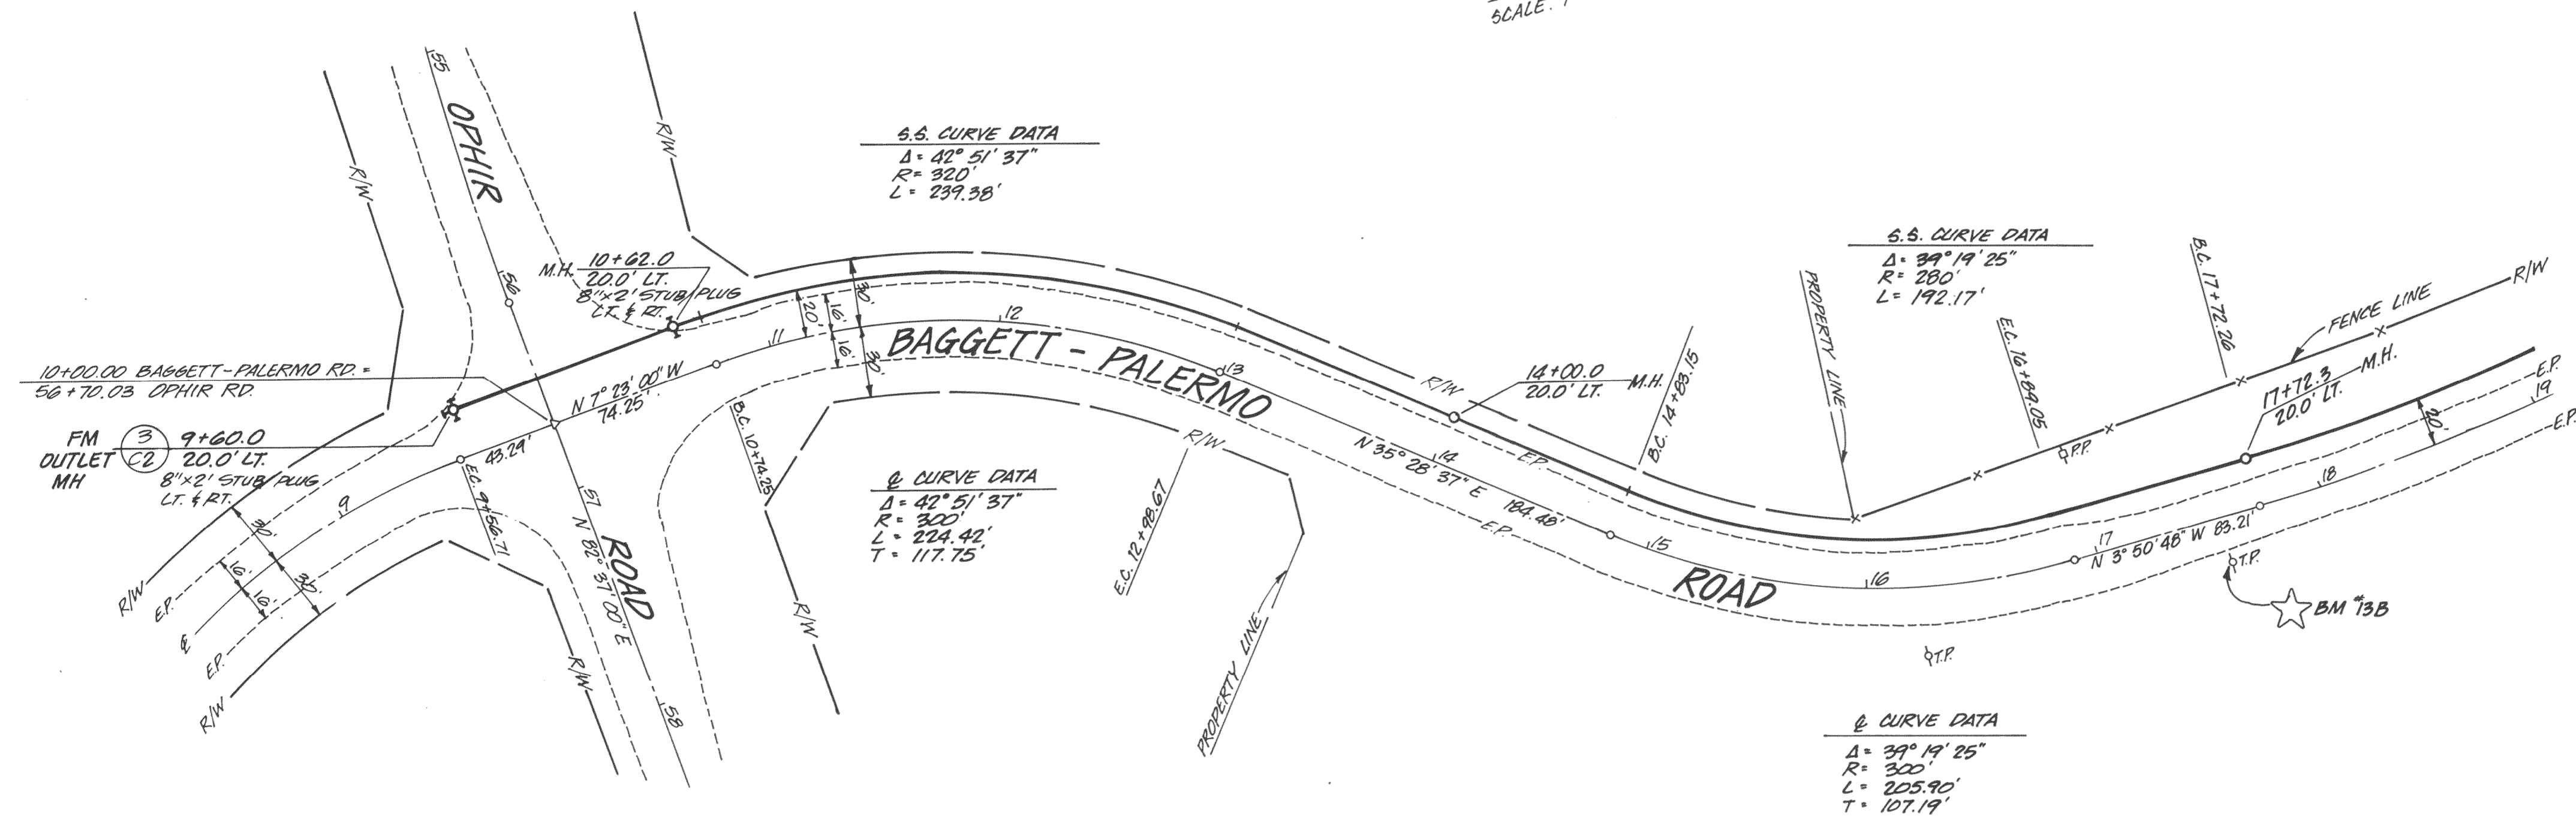 SCALE:
55
OPHIR
R/W
R/W
56
S.S. CURVE DATA
Δ = 42° 51' 37"
R = 320'
L = 239.38'
M.H. 10+62.0
20.0' LT.
8"x2' STUB/PLUG
LT. & RT.
10+00.00 BAGGETT-PALERMO RD. =
56+70.03 OPHIR RD.
FM
OUTLET
MH
3
C2
9+60.0
20.0' LT.
8"x2' STUB PLUG
LT. & RT.
43.29'
N 7° 23' 00" W
74.25'
11
20'
16'
16'
30'
30'
12
BAGGETT - PALERMO
13
9
E.C. 9+56.71
30'
30'
16'
16'
R/W
E.P.
℄
E.P.
R/W
57
N 82° 37' 00" E
ROAD
58
R/W
B.C. 10+74.25
R/W
℄ CURVE DATA
Δ = 42° 51' 37"
R = 300'
L = 224.42'
T = 117.75'
R/W
E.C. 12+98.67
PROPERTY LINE
R/W
14+00.0
20.0' LT.
M.H.
B.C. 14+83.15
E.P.
14
N 35° 28' 37" E
184.48'
E.P.
15
ROAD
16
PROPERTY LINE
S.S. CURVE DATA
Δ = 39° 19' 25"
R = 280'
L = 192.17'
E.C. 16+89.05
P.P.
B.C. 17+72.26
FENCE LINE
R/W
17+72.3
20.0' LT.
M.H.
20'
E.P.
19
E.P.
18
17
N 3° 50' 48" W 83.21'
T.P.
BM #13B
T.P.
℄ CURVE DATA
Δ = 39° 19' 25"
R = 300'
L = 205.90'
T = 107.19'